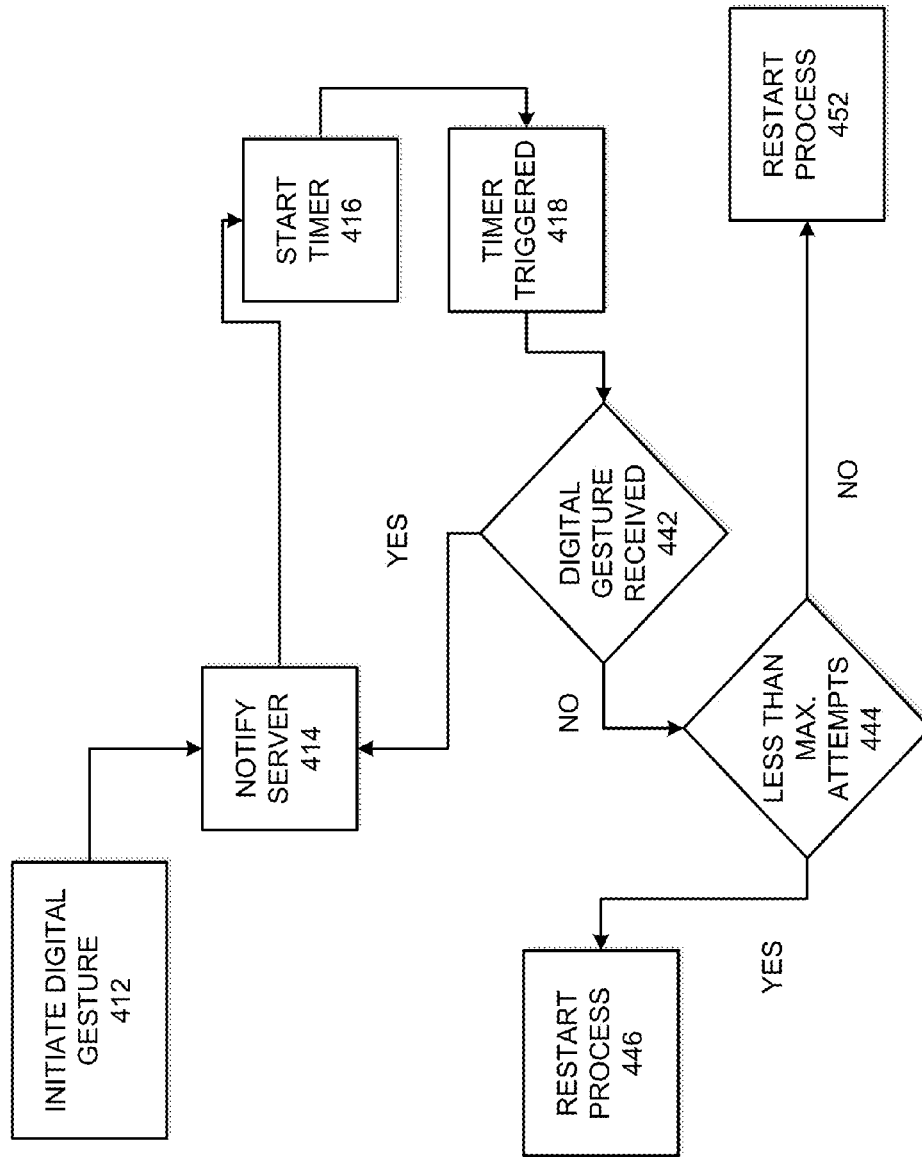 INITIATE DIGITAL
GESTURE
412
NOTIFY
SERVER
414
START
TIMER
416
TIMER
TRIGGERED
418
YES
DIGITAL
GESTURE
RECEIVED
442
NO
LESS THAN
MAX.
ATTEMPTS
444
YES
RESTART
PROCESS
446
NO
RESTART
PROCESS
452